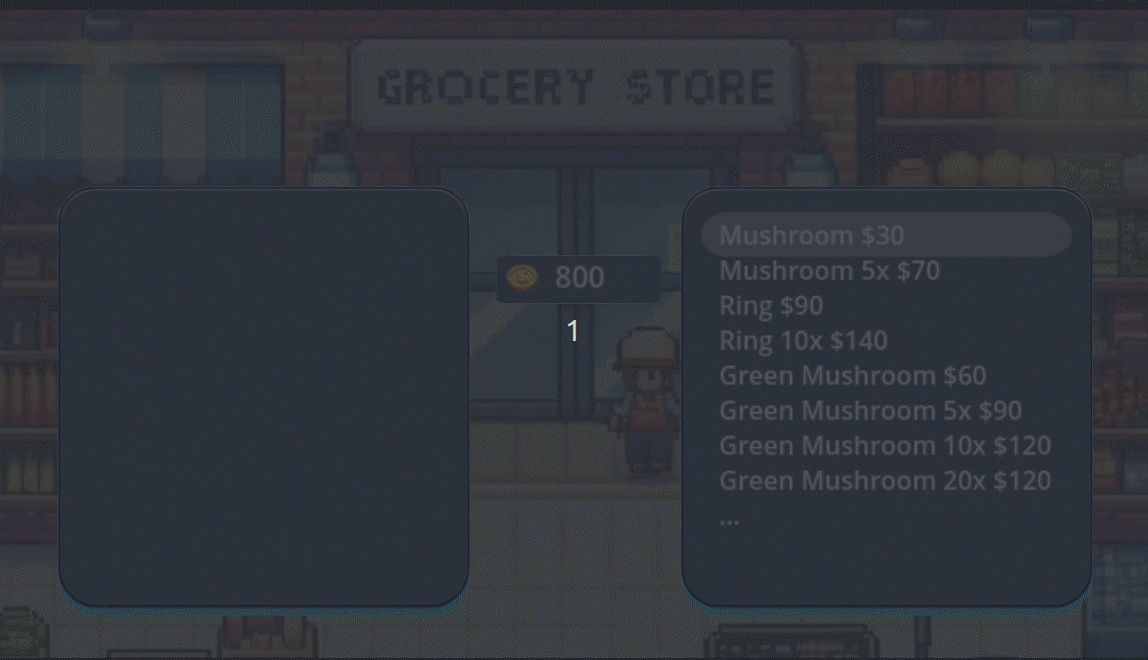 GROCERY STORE
800
1
Mushroom $30
Mushroom 5x $70
Ring $90
Ring 10x $140
Green Mushroom $60
Green Mushroom 5x $90
Green Mushroom 10x $120
Green Mushroom 20x $120
...